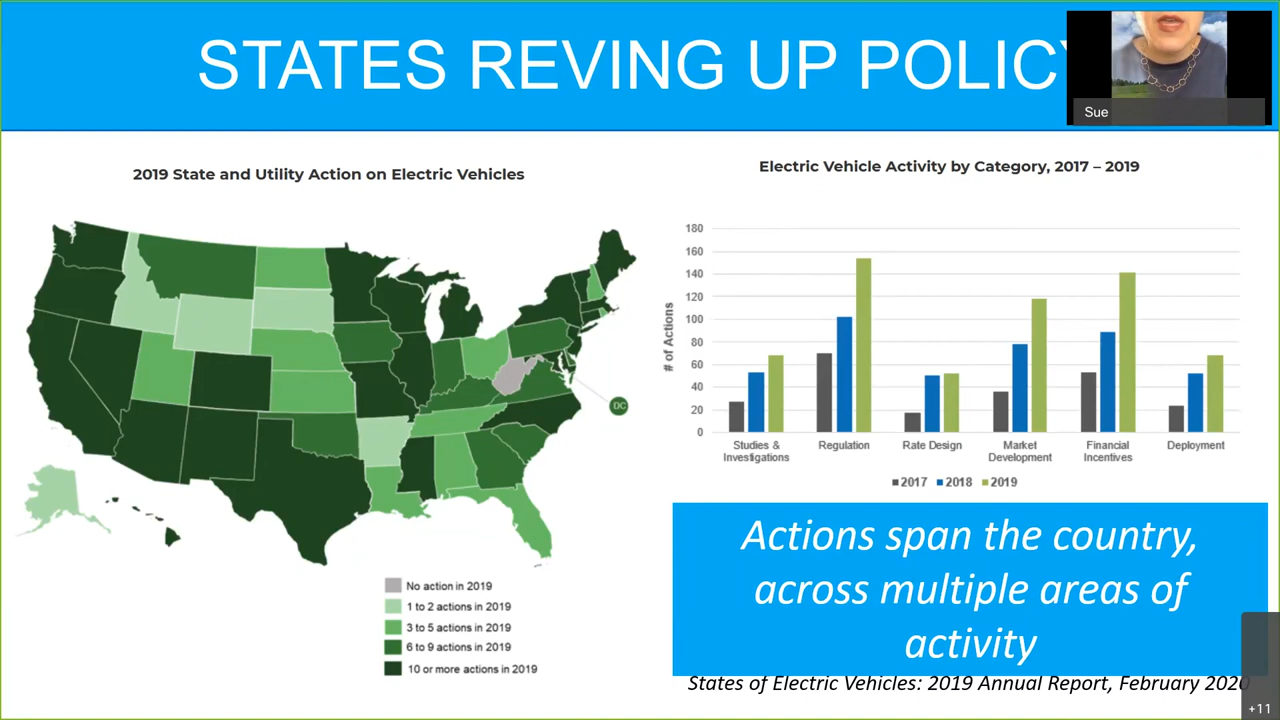 STATES REVING UP POLICY
Sue
2019 State and Utility Action on Electric Vehicles
DC
No action in 2019
1 to 2 actions in 2019
3 to 5 actions in 2019
6 to 9 actions in 2019
10 or more actions in 2019
Electric Vehicle Activity by Category, 2017 – 2019
# of Actions
180
160
140
120
100
80
60
40
20
0
Studies &
Investigations
Regulation
Rate Design
Market
Development
Financial
Incentives
Deployment
2017 2018 2019
Actions span the country,
across multiple areas of
activity
States of Electric Vehicles: 2019 Annual Report, February 2020
+11